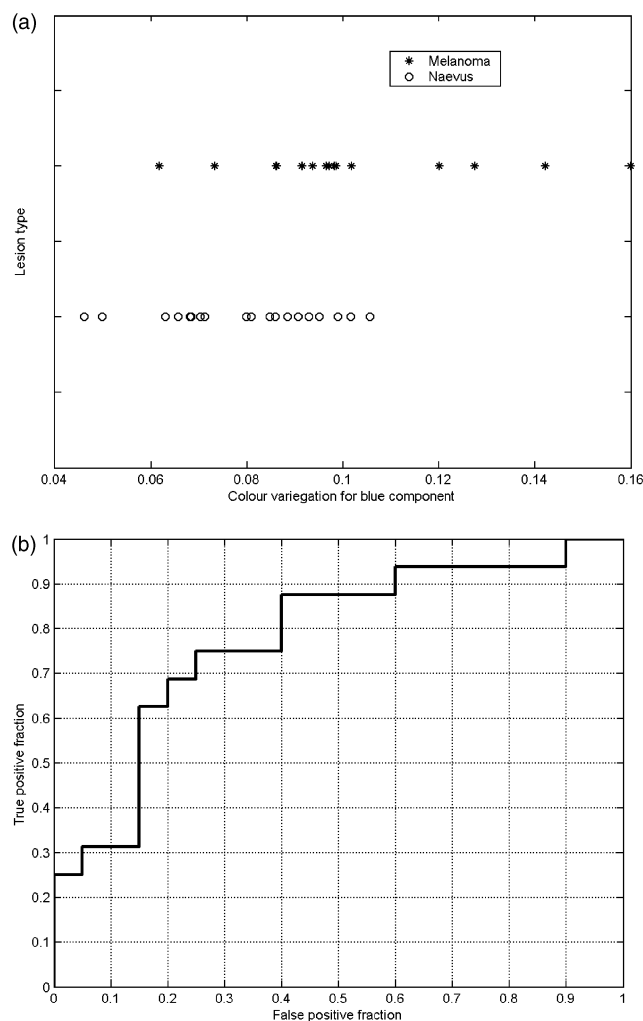 (a)
Melanoma
Naevus
Lesion type
0.04 0.06 0.08 0.1 0.12 0.14 0.16
Colour variegation for blue component
(b)
1
0.9
0.8
0.7
0.6
0.5
0.4
0.3
0.2
0.1
0
True positive fraction
0 0.1 0.2 0.3 0.4 0.5 0.6 0.7 0.8 0.9 1
False positive fraction